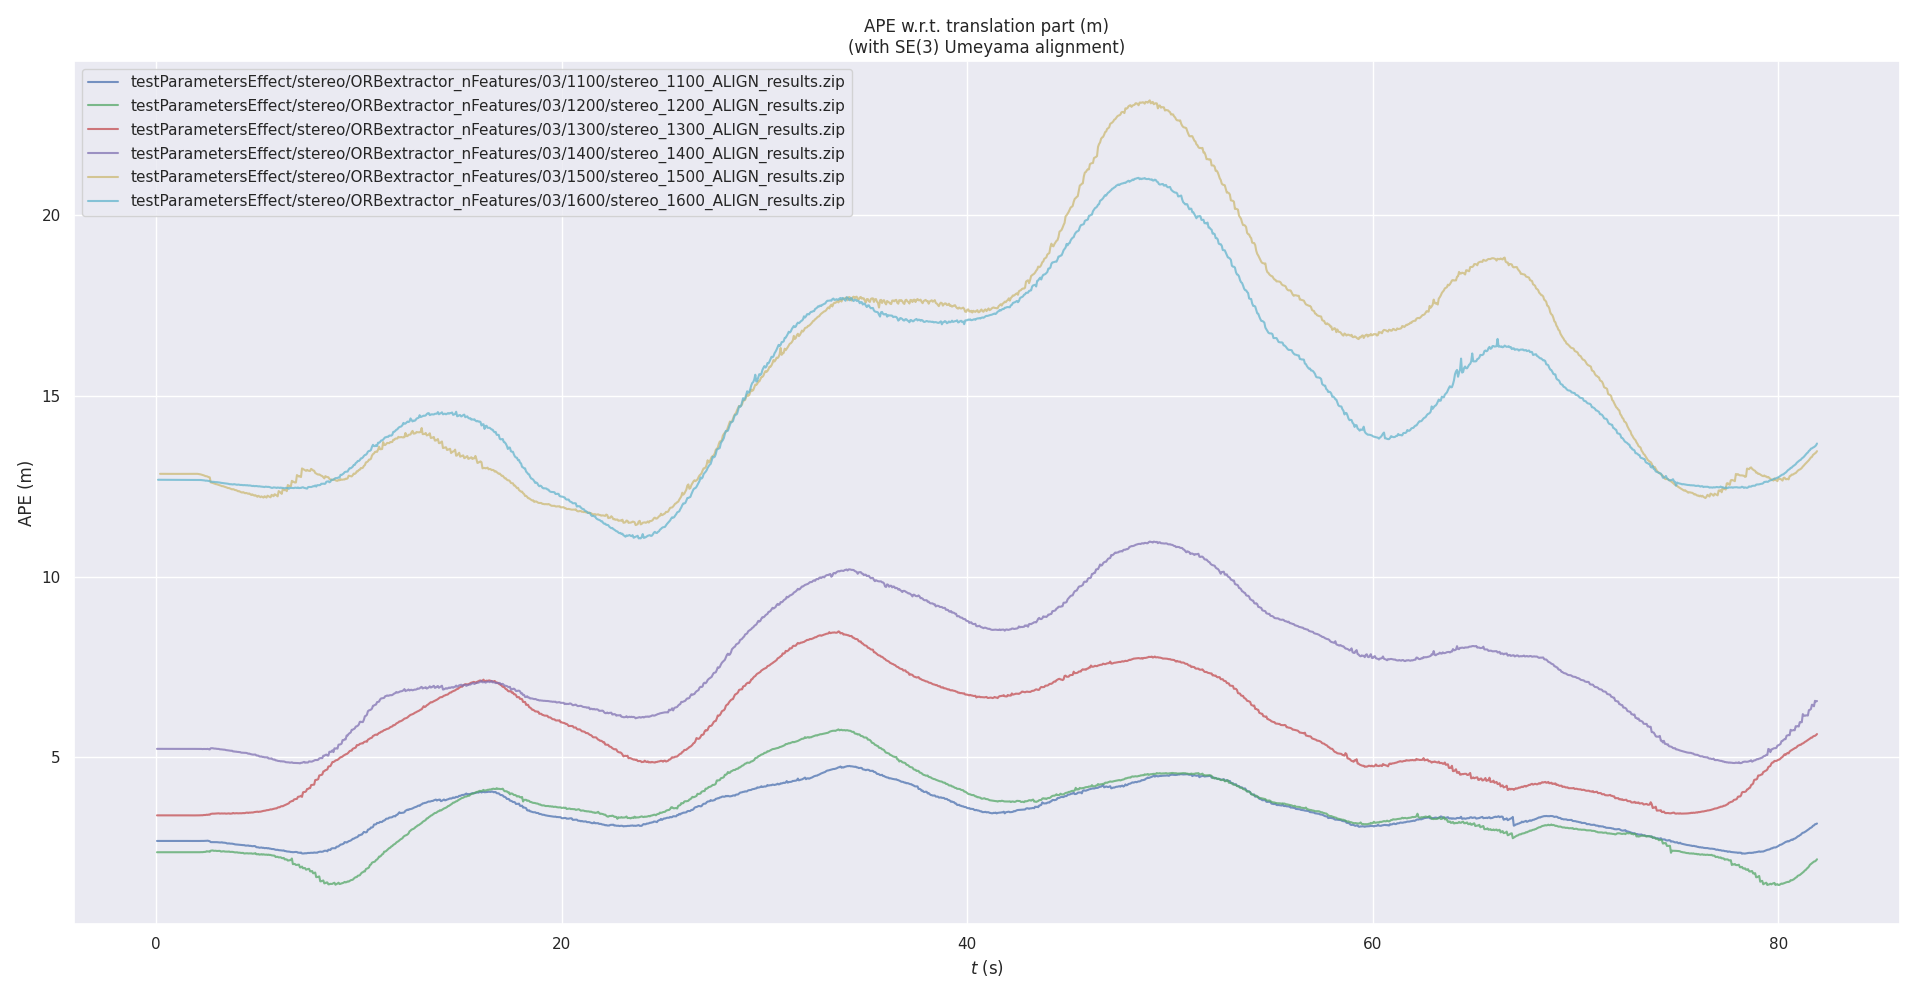 APE w.r.t. translation part (m)
(with SE(3) Umeyama alignment)
testParametersEffect/stereo/ORBextractor_nFeatures/03/1100/stereo_1100_ALIGN_results.zip
testParametersEffect/stereo/ORBextractor_nFeatures/03/1200/stereo_1200_ALIGN_results.zip
testParametersEffect/stereo/ORBextractor_nFeatures/03/1300/stereo_1300_ALIGN_results.zip
testParametersEffect/stereo/ORBextractor_nFeatures/03/1400/stereo_1400_ALIGN_results.zip
testParametersEffect/stereo/ORBextractor_nFeatures/03/1500/stereo_1500_ALIGN_results.zip
testParametersEffect/stereo/ORBextractor_nFeatures/03/1600/stereo_1600_ALIGN_results.zip
20
15
10
5
APE (m)
0 20 40 60 80
t (s)